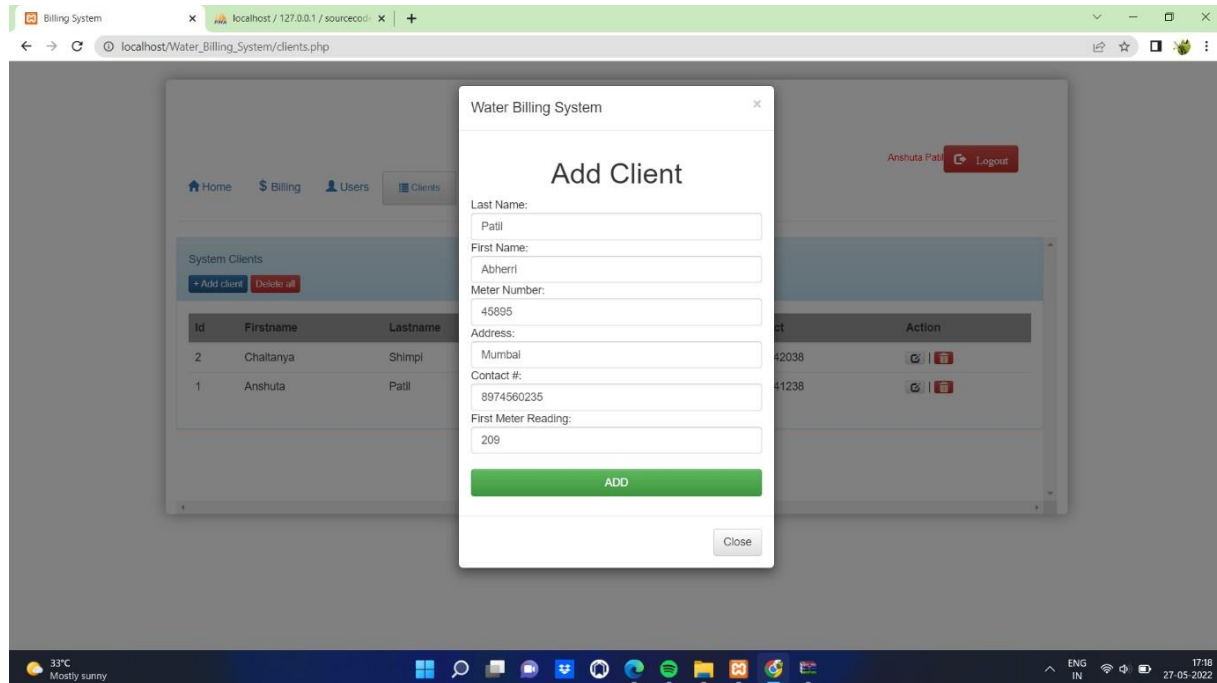 Billing System
localhost / 127.0.0.1 / sourcecod
localhost/Water_Billing_System/clients.php
Water Billing System
Anshuta Patil Logout
Home Billing Users Clients
Add Client
Last Name:
Patil
First Name:
Abherri
Meter Number:
45895
Address:
Mumbai
Contact #:
8974560235
First Meter Reading:
209
ADD
Close
System Clients
+ Add client Delete all
Id Firstname Lastname ct Action
2 Chaitanya Shimpi 42038
1 Anshuta Patil 41238
33°C
Mostly sunny
ENG
IN
17:18
27-05-2022